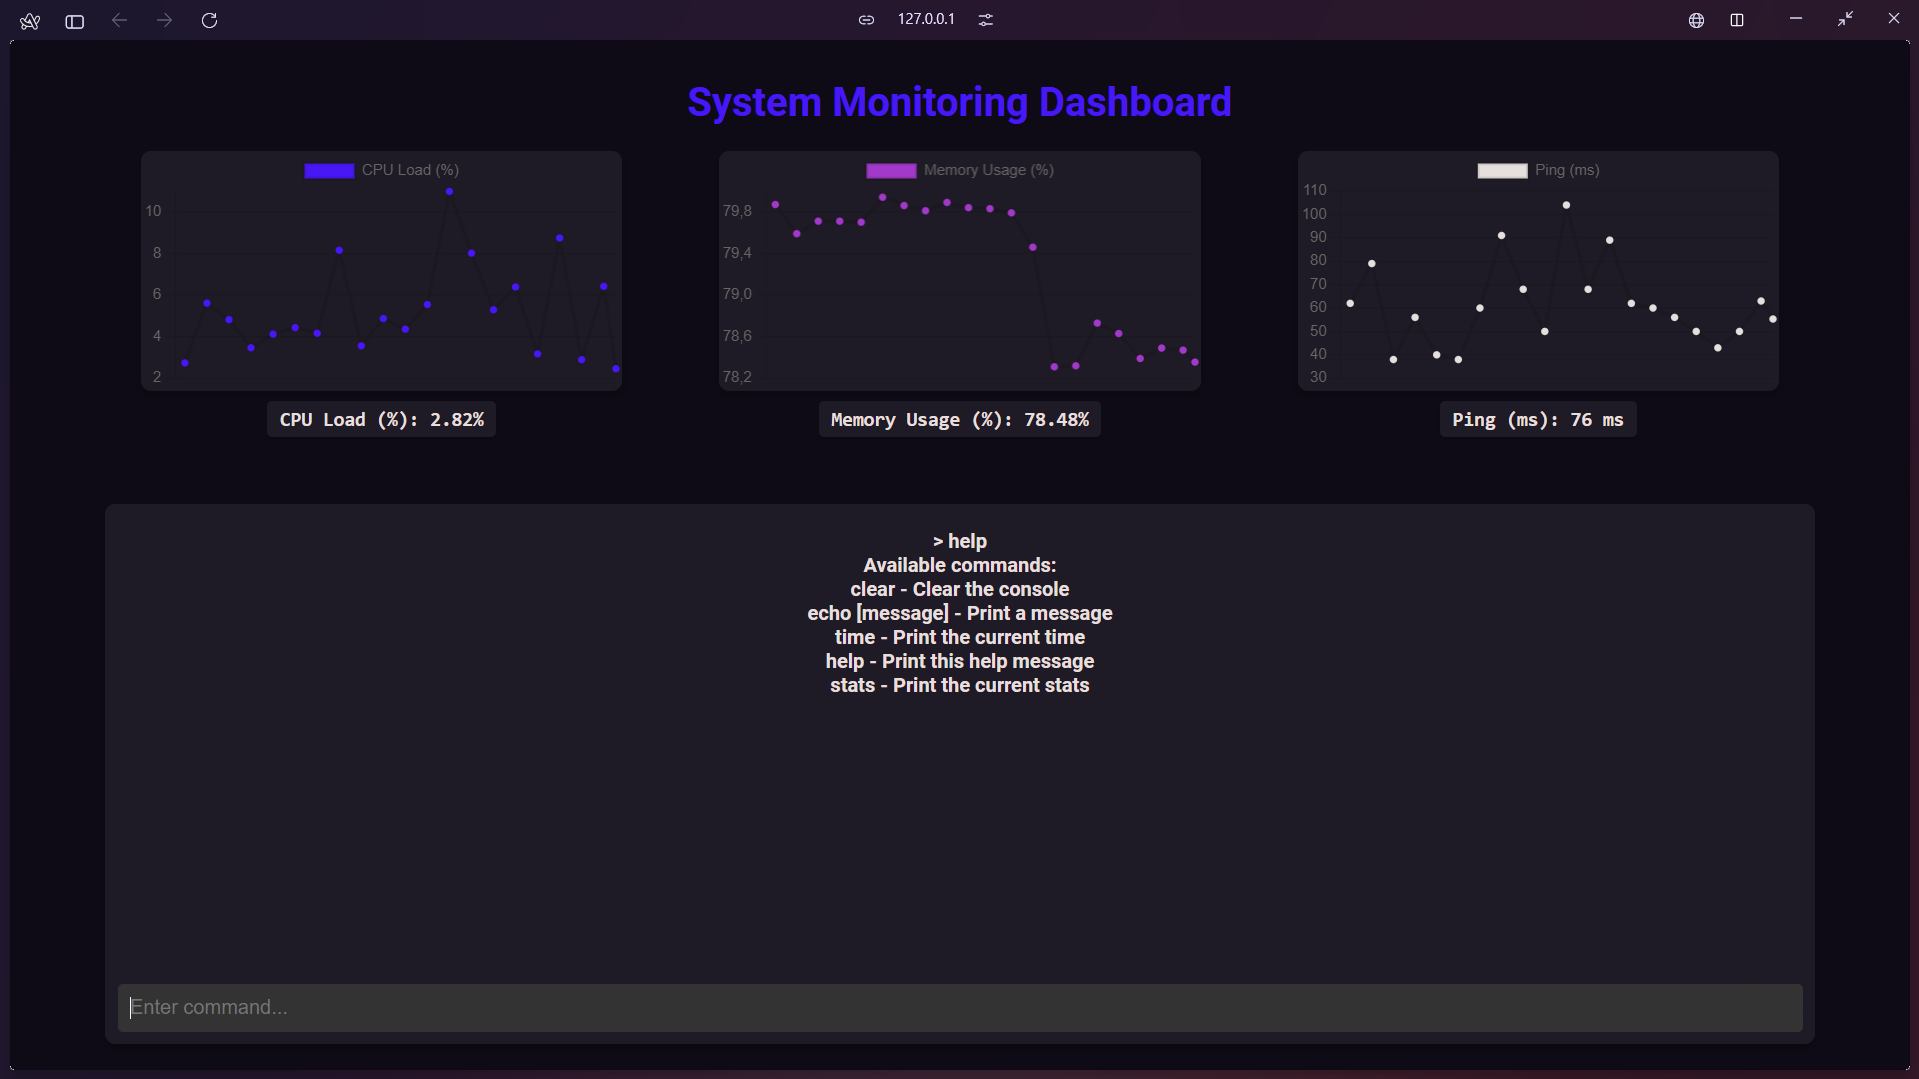 127.0.0.1
System Monitoring Dashboard
CPU Load (%)
10
8
6
4
2
CPU Load (%): 2.82%
Memory Usage (%)
79,8
79,4
79,0
78,6
78,2
Memory Usage (%): 78.48%
Ping (ms)
110
100
90
80
70
60
50
40
30
Ping (ms): 76 ms
> help
Available commands:
clear - Clear the console
echo [message] - Print a message
time - Print the current time
help - Print this help message
stats - Print the current stats
Enter command...